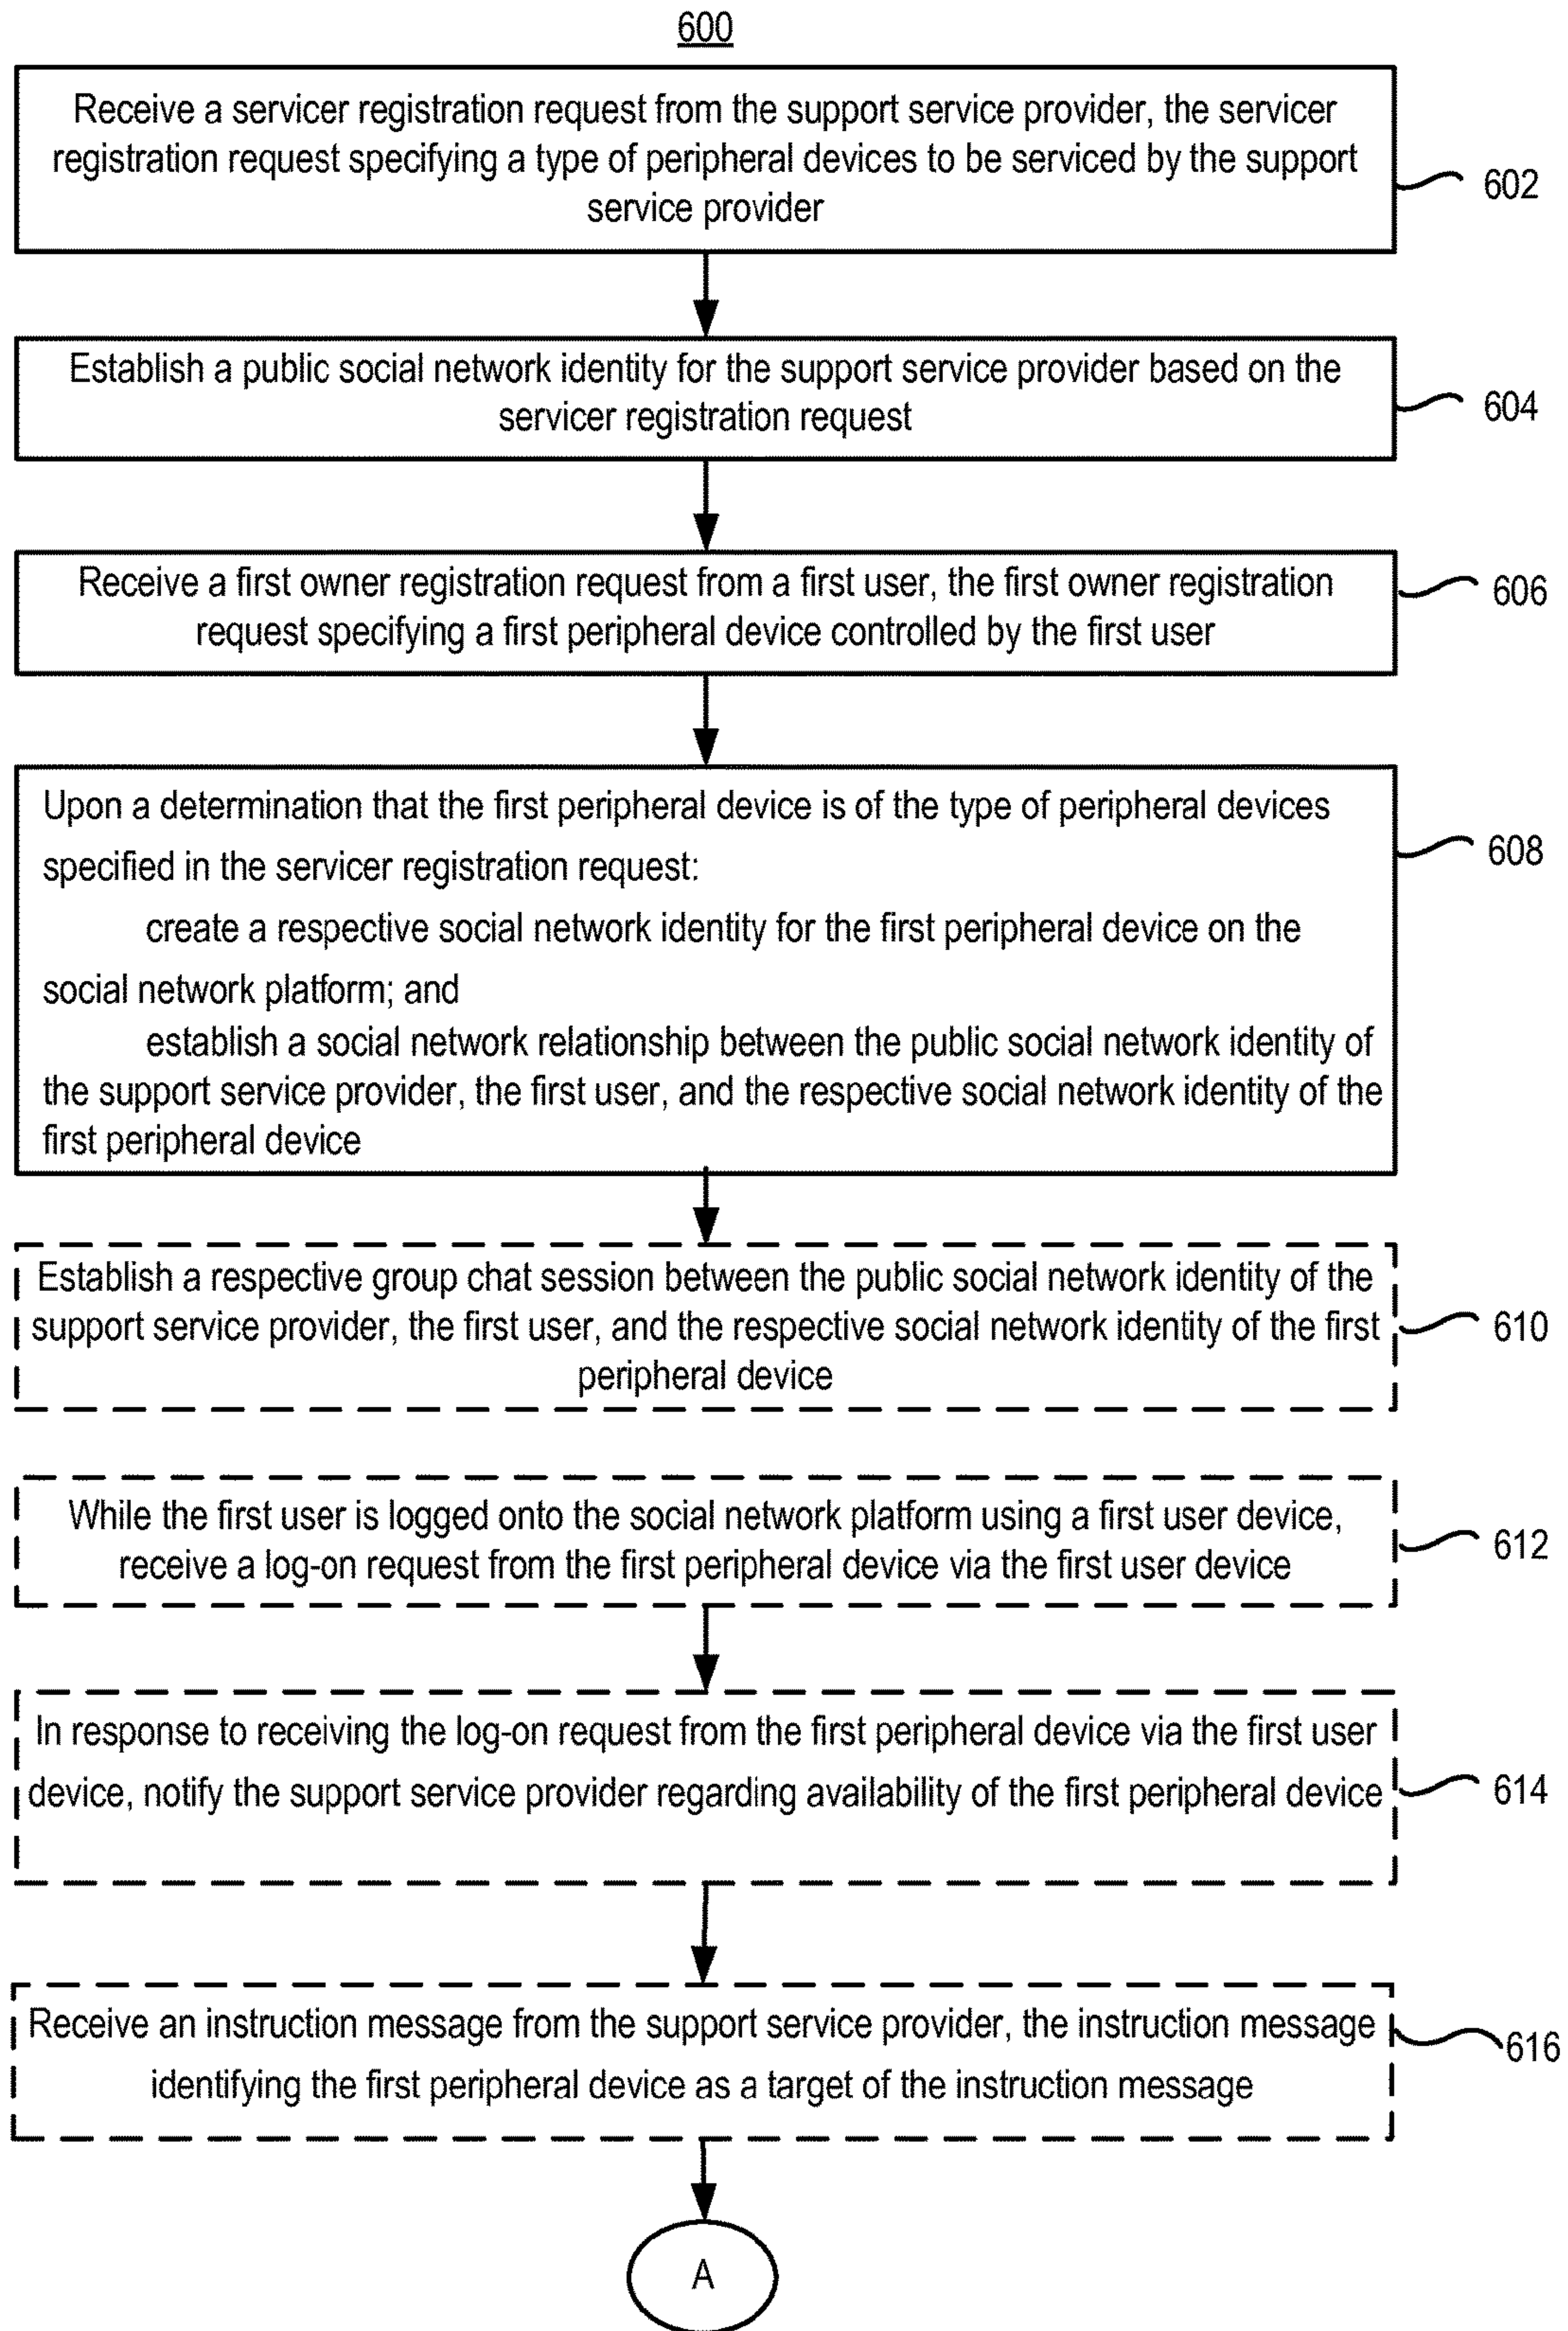 600
Receive a servicer registration request from the support service provider, the servicer
registration request specifying a type of peripheral devices to be serviced by the support
service provider
602
Establish a public social network identity for the support service provider based on the
servicer registration request
604
Receive a first owner registration request from a first user, the first owner registration
request specifying a first peripheral device controlled by the first user
606
Upon a determination that the first peripheral device is of the type of peripheral devices
specified in the servicer registration request:
create a respective social network identity for the first peripheral device on the
social network platform; and
establish a social network relationship between the public social network identity of
the support service provider, the first user, and the respective social network identity of the
first peripheral device
608
Establish a respective group chat session between the public social network identity of the
support service provider, the first user, and the respective social network identity of the first
peripheral device
610
While the first user is logged onto the social network platform using a first user device,
receive a log-on request from the first peripheral device via the first user device
612
In response to receiving the log-on request from the first peripheral device via the first user
device, notify the support service provider regarding availability of the first peripheral device
614
Receive an instruction message from the support service provider, the instruction message
identifying the first peripheral device as a target of the instruction message
616
A